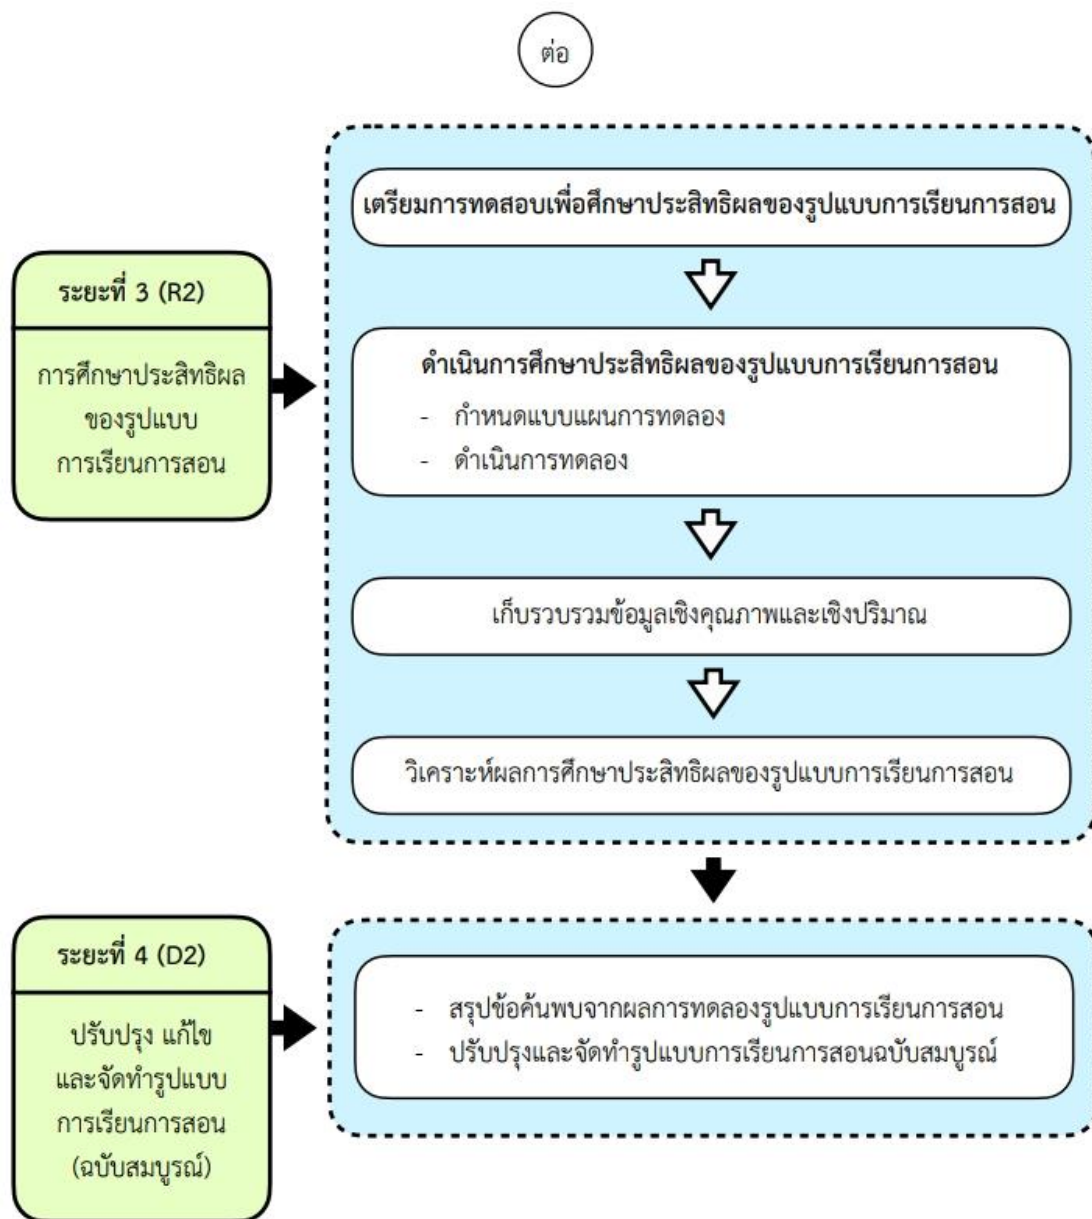 ต่อ
เตรียมการทดสอบเพื่อศึกษาประสิทธิผลของรูปแบบการเรียนการสอน
ระยะที่ 3 (R2)
การศึกษาประสิทธิผล
ของรูปแบบ
การเรียนการสอน
ดำเนินการศึกษาประสิทธิผลของรูปแบบการเรียนการสอน
- กำหนดแบบแผนการทดลอง
- ดำเนินการทดลอง
เก็บรวบรวมข้อมูลเชิงคุณภาพและเชิงปริมาณ
วิเคราะห์ผลการศึกษาประสิทธิผลของรูปแบบการเรียนการสอน
ระยะที่ 4 (D2)
ปรับปรุง แก้ไข
และจัดทำรูปแบบ
การเรียนการสอน
(ฉบับสมบูรณ์)
- สรุปข้อค้นพบจากผลการทดลองรูปแบบการเรียนการสอน
- ปรับปรุงและจัดทำรูปแบบการเรียนการสอนฉบับสมบูรณ์